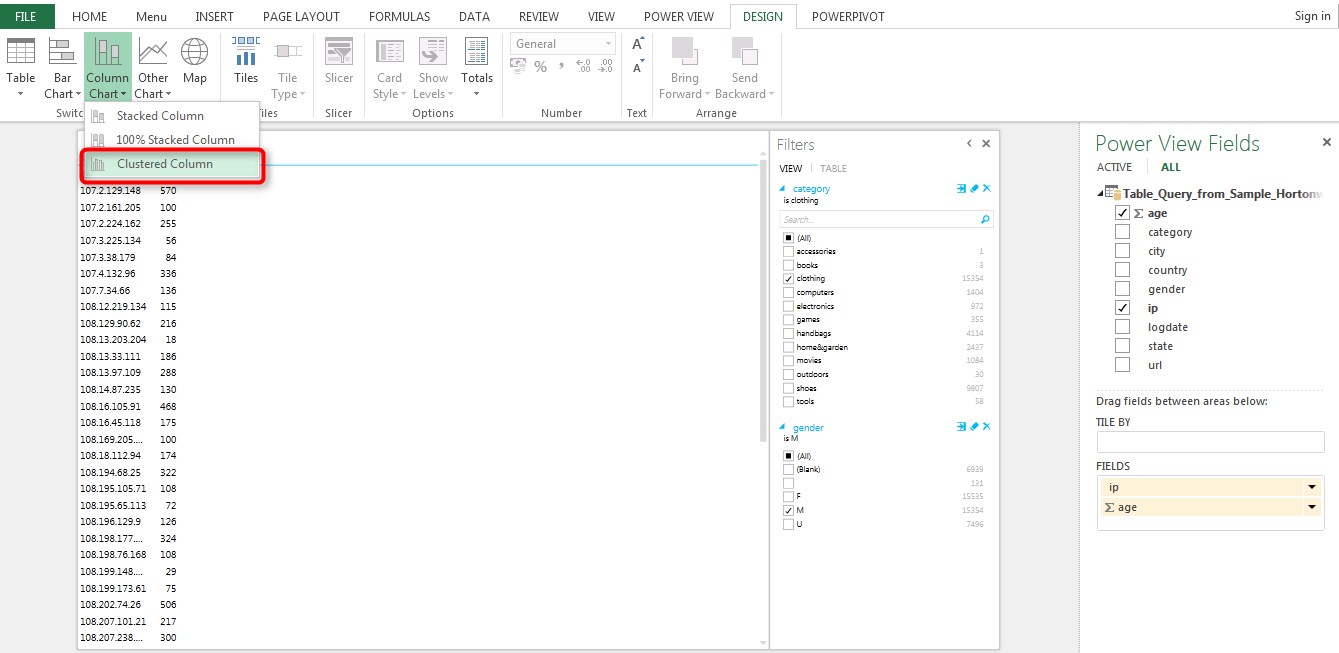 FILE HOME Menu INSERT PAGE LAYOUT FORMULAS DATA REVIEW VIEW POWER VIEW DESIGN POWERPIVOT Sign in
Table Bar Chart Column Chart Other Chart Map Tiles Tile Type Slicer Card Style Show Levels Totals General % , .00 .00 A A Bring Forward Send Backward
Switc iles Slicer Options Number Text Arrange
Stacked Column
100% Stacked Column
Clustered Column
107.2.129.148 570
107.2.161.205 100
107.2.224.162 255
107.3.225.134 56
107.3.38.179 84
107.4.132.96 336
107.7.34.66 136
108.12.219.134 115
108.129.90.62 216
108.13.203.204 18
108.13.33.111 186
108.13.97.109 288
108.14.87.235 130
108.16.105.91 468
108.16.45.118 175
108.169.205.... 100
108.18.112.94 174
108.194.68.25 322
108.195.105.71 108
108.195.65.113 72
108.196.129.9 126
108.198.177.... 324
108.198.76.168 108
108.199.148.... 29
108.199.173.61 75
108.202.74.26 506
108.207.101.21 217
108.207.238.... 300
Filters
VIEW TABLE
category
is clothing
Search...
(All)
accessories 1
books 3
clothing 15354
computers 1404
electronics 972
games 355
handbags 4114
home&garden 2437
movies 1084
outdoors 30
shoes 9807
tools 58
gender
is M
(All)
(Blank) 6939
131
F 15535
M 15354
U 7496
Power View Fields
ACTIVE ALL
Table_Query_from_Sample_Horton
Σ age
category
city
country
gender
ip
logdate
state
url
Drag fields between areas below:
TILE BY
FIELDS
ip
Σ age